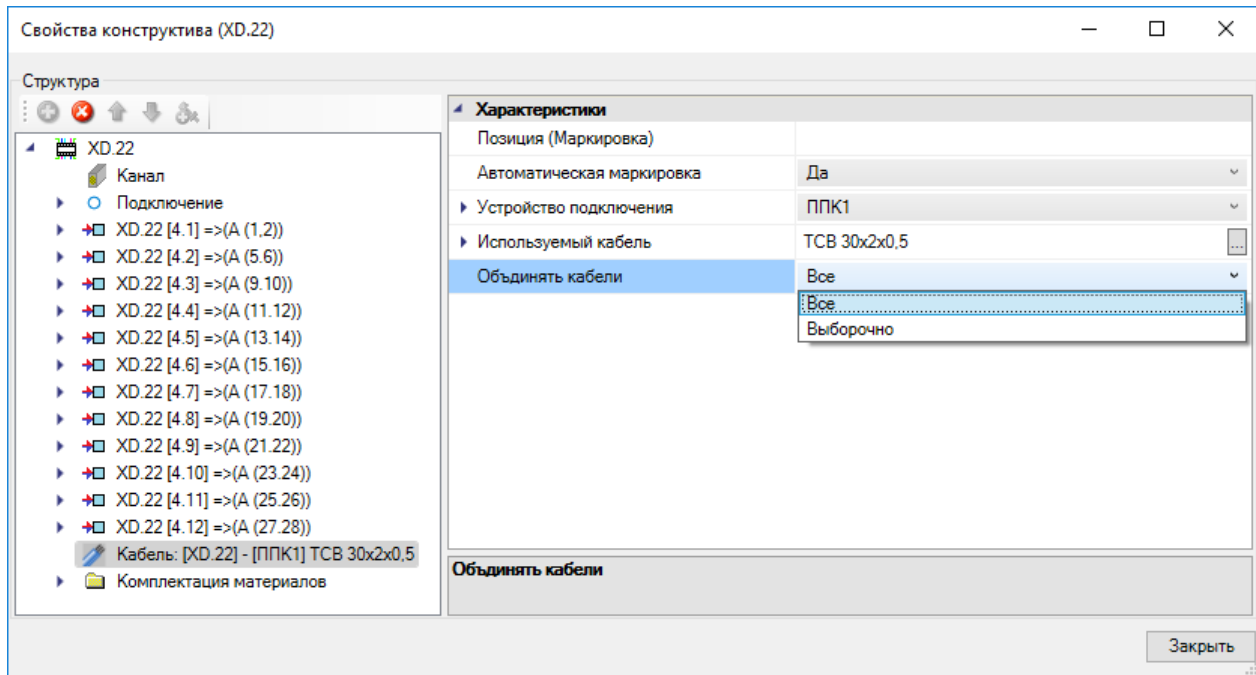 Свойства конструктива (XD.22)
Структура
XD.22
Канал
Подключение
XD.22 [4.1] =>(A (1,2))
XD.22 [4.2] =>(A (5.6))
XD.22 [4.3] =>(A (9.10))
XD.22 [4.4] =>(A (11.12))
XD.22 [4.5] =>(A (13.14))
XD.22 [4.6] =>(A (15.16))
XD.22 [4.7] =>(A (17.18))
XD.22 [4.8] =>(A (19.20))
XD.22 [4.9] =>(A (21.22))
XD.22 [4.10] =>(A (23.24))
XD.22 [4.11] =>(A (25.26))
XD.22 [4.12] =>(A (27.28))
Кабель: [XD.22] - [ППК1] ТСВ 30х2х0,5
Комплектация материалов
Характеристики
Позиция (Маркировка)
Автоматическая маркировка Да
Устройство подключения ППК1
Используемый кабель ТСВ 30х2х0,5 ...
Объдинять кабели Все
Все
Выборочно
Объдинять кабели
Закрыть